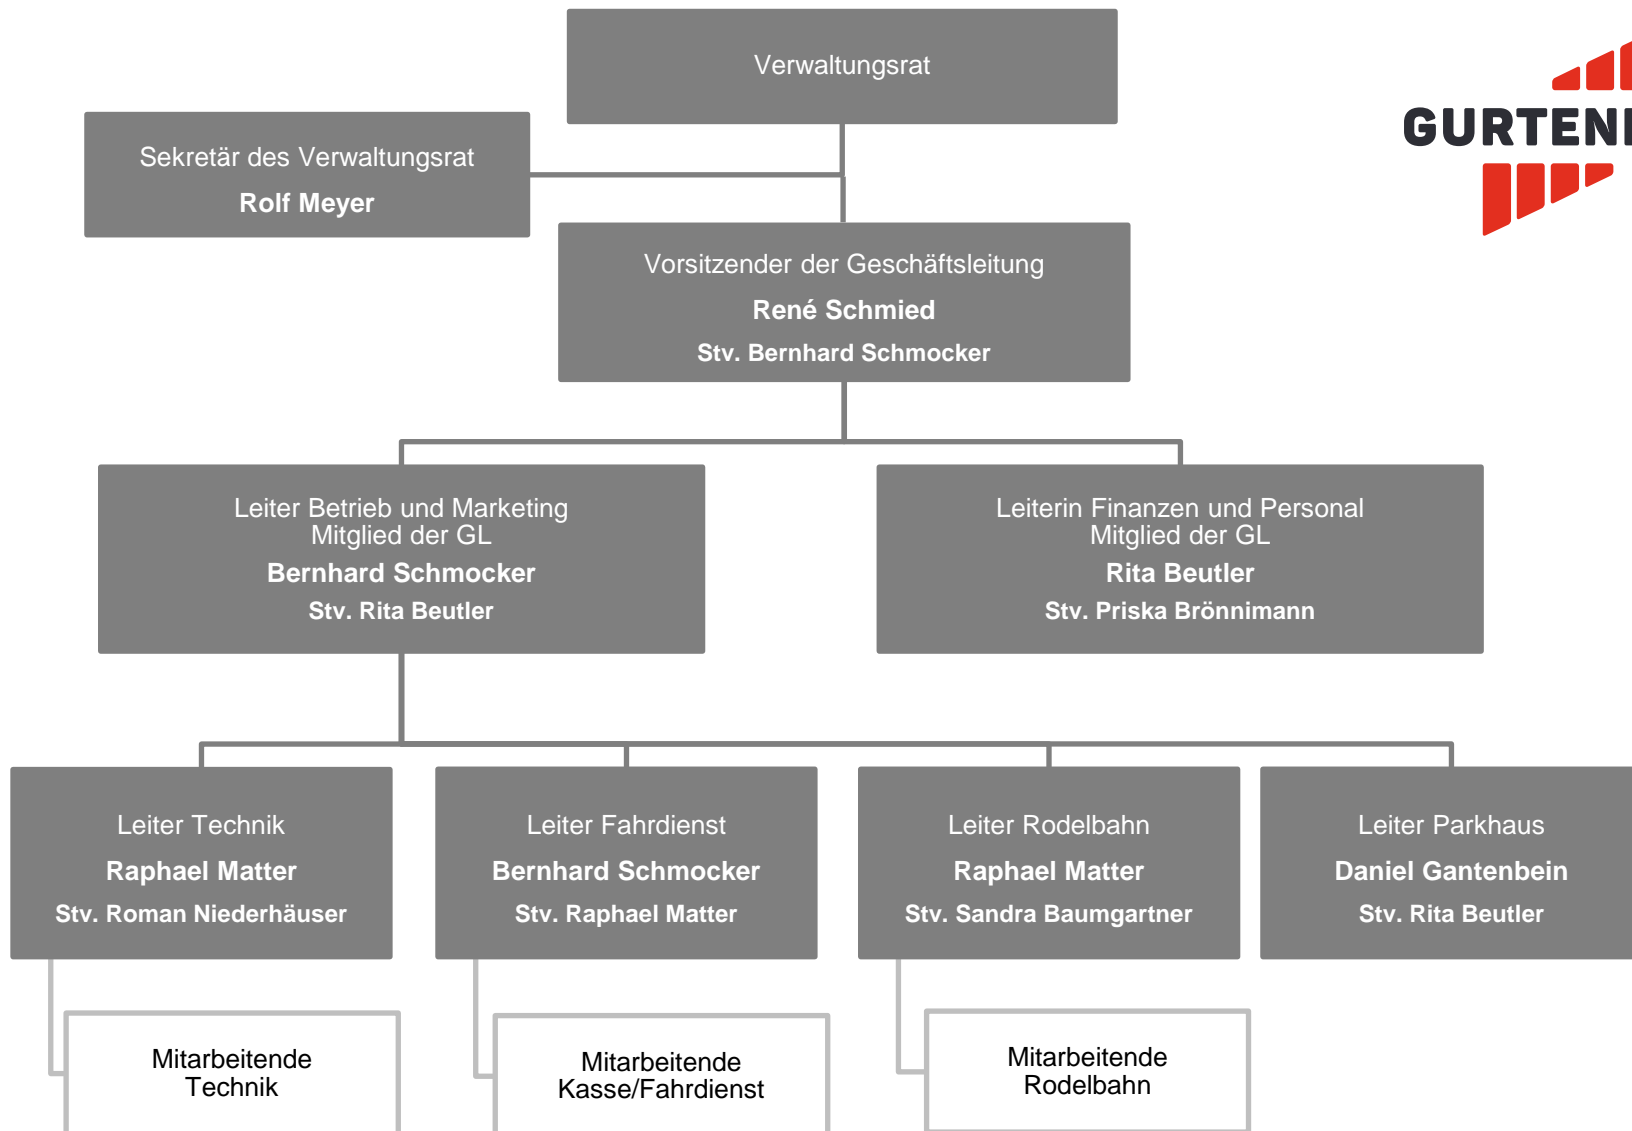 Verwaltungsrat
GURTEN
Sekretär des Verwaltungsrat
Rolf Meyer
Vorsitzender der Geschäftsleitung
René Schmied
Stv. Bernhard Schmocker
Leiter Betrieb und Marketing
Mitglied der GL
Bernhard Schmocker
Stv. Rita Beutler
Leiterin Finanzen und Personal
Mitglied der GL
Rita Beutler
Stv. Priska Brönnimann
Leiter Technik
Raphael Matter
Stv. Roman Niederhäuser
Leiter Fahrdienst
Bernhard Schmocker
Stv. Raphael Matter
Leiter Rodelbahn
Raphael Matter
Stv. Sandra Baumgartner
Leiter Parkhaus
Daniel Gantenbein
Stv. Rita Beutler
Mitarbeitende
Technik
Mitarbeitende
Kasse/Fahrdienst
Mitarbeitende
Rodelbahn